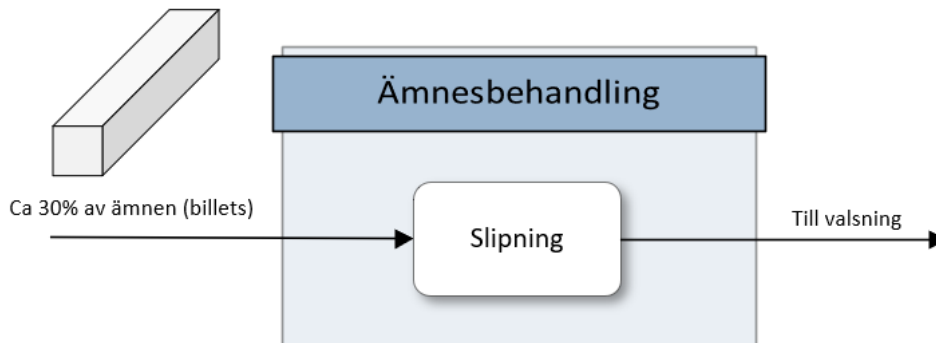 Ämnesbehandling
Ca 30% av ämnen (billets)
Slipning
Till valsning